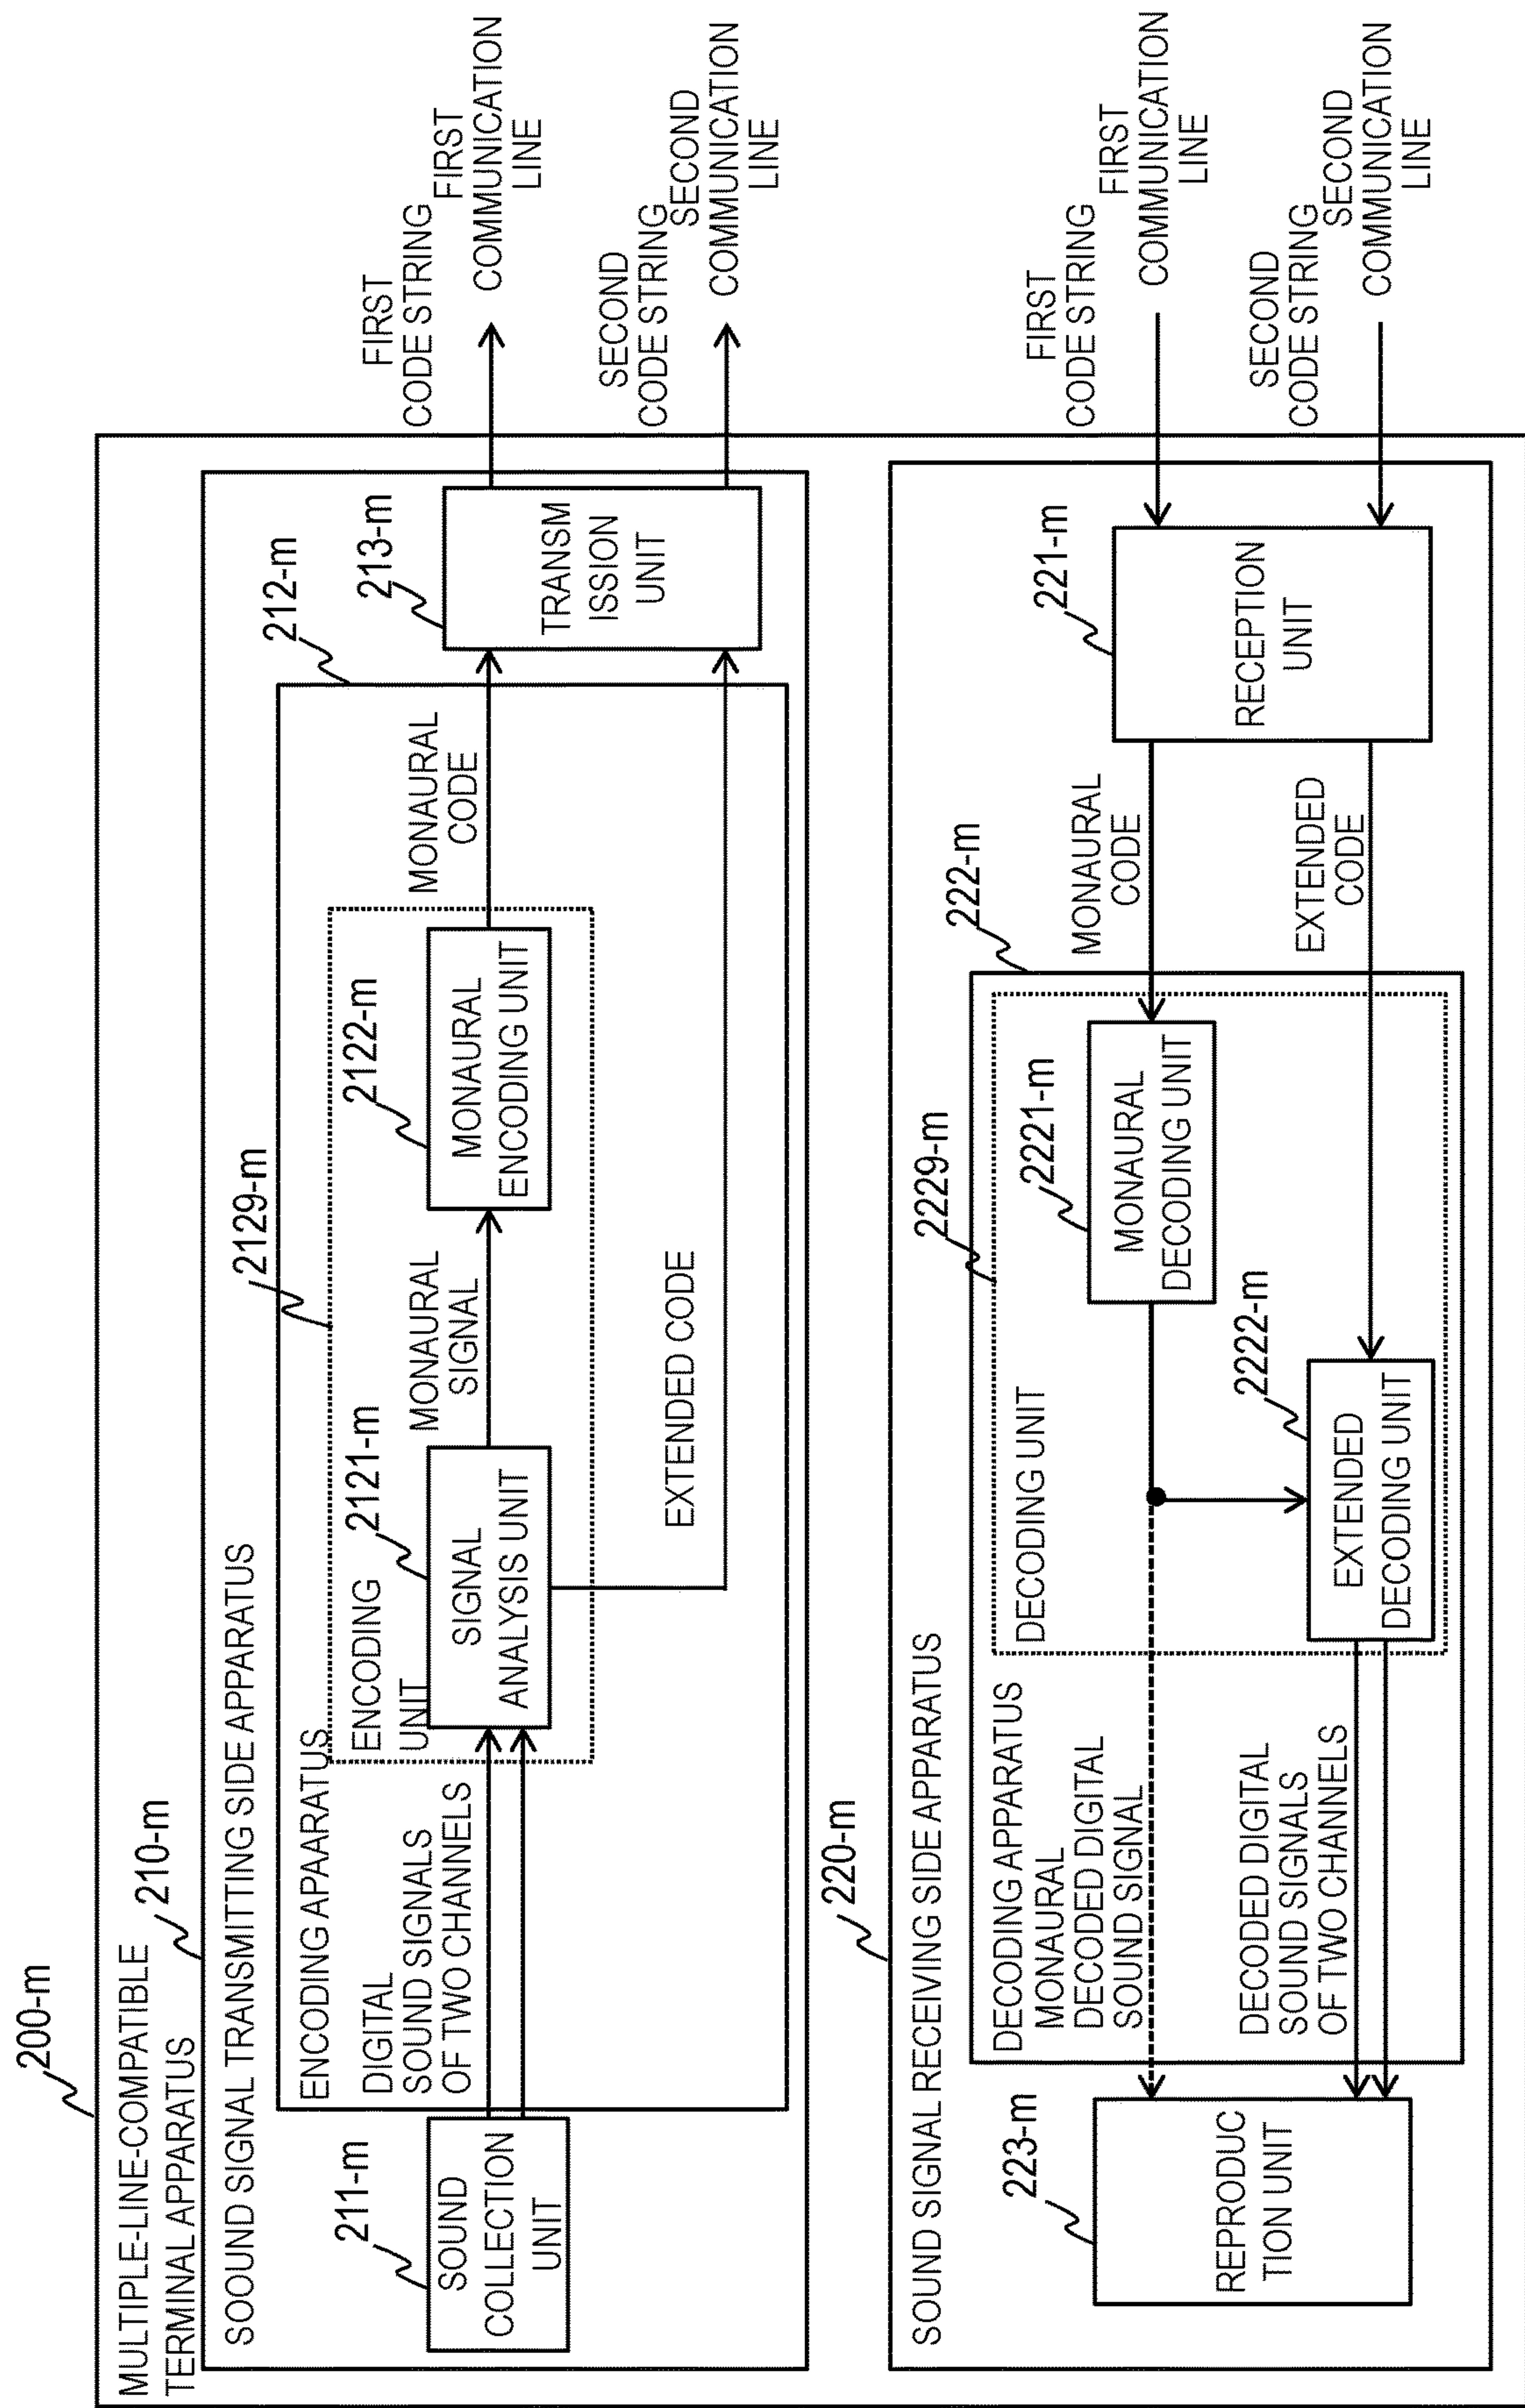 200-m
MULTIPLE-LINE-COMPATIBLE
TERMINAL APPARATUS
210-m
SOOUND SIGNAL TRANSMITTING SIDE APPARATUS
212-m
ENCODING APAARATUS
211-m
SOUND
COLLECTION
UNIT
DIGITAL
SOUND SIGNALS
OF TWO CHANNELS
2129-m
ENCODING
UNIT
2121-m
SIGNAL
ANALYSIS UNIT
MONAURAL
SIGNAL
2122-m
MONAURAL
ENCODING UNIT
MONAURAL
CODE
EXTENDED CODE
213-m
TRANSM
ISSION
UNIT
FIRST
CODE STRING
FIRST
COMMUNICATION
LINE
SECOND
CODE STRING
SECOND
COMMUNICATION
LINE
220-m
SOUND SIGNAL RECEIVING SIDE APPARATUS
223-m
REPRODUC
TION UNIT
222-m
DECODING APPARATUS
MONAURAL
DECODED DIGITAL
SOUND SIGNAL
DECODED DIGITAL
SOUND SIGNALS
OF TWO CHANNELS
2229-m
DECODING UNIT
2221-m
MONAURAL
DECODING UNIT
2222-m
EXTENDED
DECODING UNIT
MONAURAL
CODE
EXTENDED
CODE
221-m
RECEPTION
UNIT
FIRST
CODE STRING
FIRST
COMMUNICATION
LINE
SECOND
CODE STRING
SECOND
COMMUNICATION
LINE